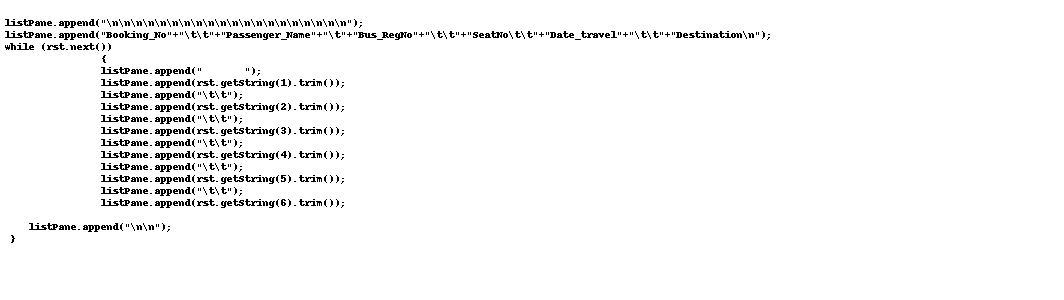 listPane.append("\n\n\n\n\n\n\n\n\n\n\n\n\n\n\n\n\n\n\n\n");
listPane.append("Booking_No"+"\t\t"+"Passenger_Name"+"\t"+"Bus_RegNo"+"\t\t"+"SeatNo\t\t"+"Date_travel"+"\t\t"+"Destination\n");
while (rst.next())
{
listPane.append("       ");
listPane.append(rst.getString(1).trim());
listPane.append("\t\t");
listPane.append(rst.getString(2).trim());
listPane.append("\t\t");
listPane.append(rst.getString(3).trim());
listPane.append("\t\t");
listPane.append(rst.getString(4).trim());
listPane.append("\t\t");
listPane.append(rst.getString(5).trim());
listPane.append("\t\t");
listPane.append(rst.getString(6).trim());
listPane.append("\n\n");
}